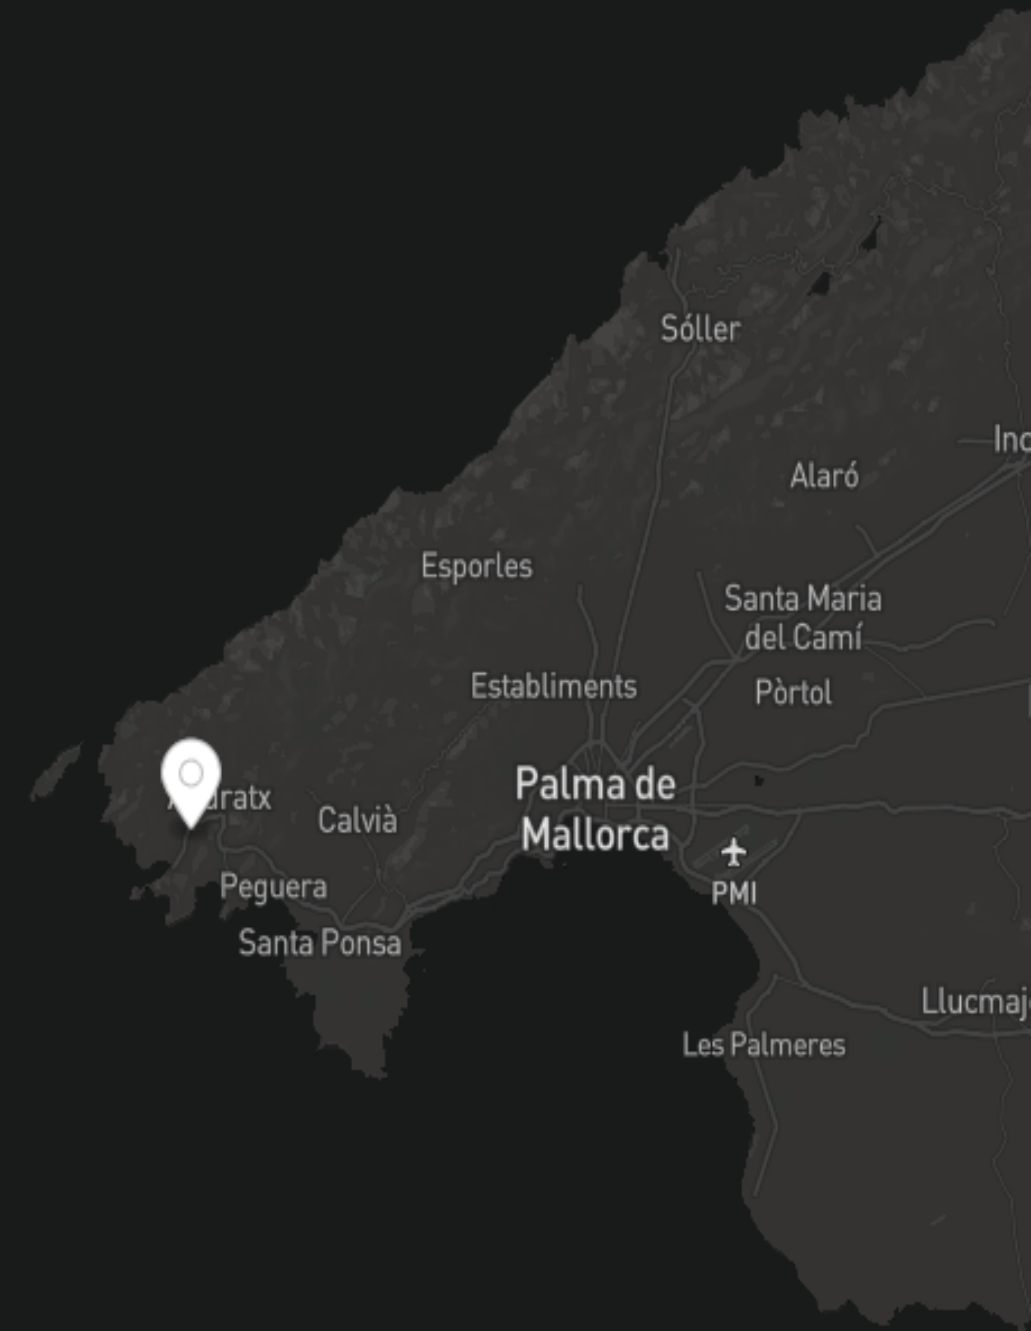 Sóller
Inc
Alaró
Esporles
Santa Maria
del Camí
Establiments
Pòrtol
Palma de
Mallorca
dratx
Calvià
PMI
Peguera
Santa Ponsa
Llucmaj
Les Palmeres